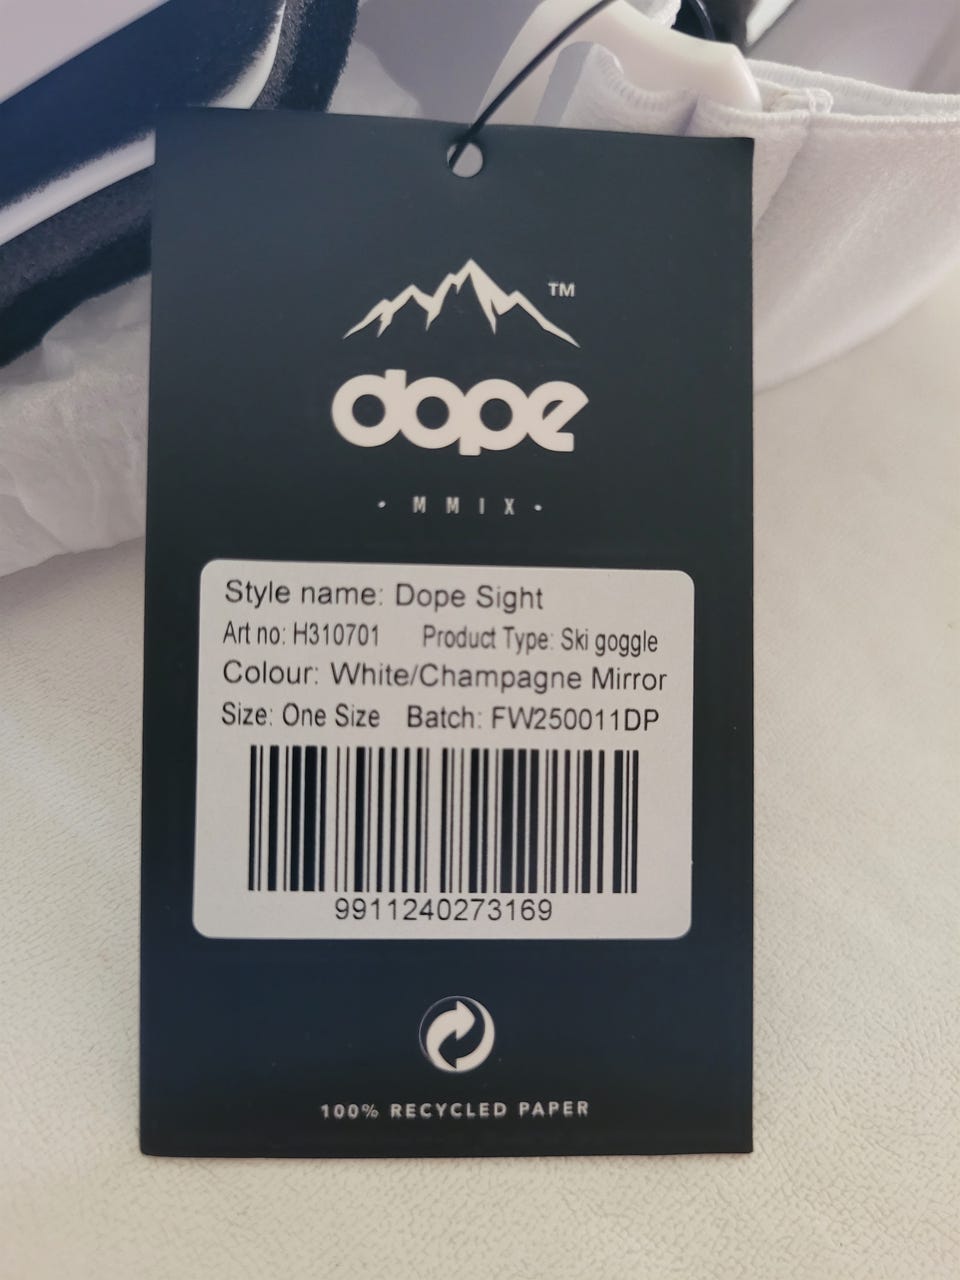 TM
dope
· M M I X ·
Style name: Dope Sight
Art no: H310701 Product Type: Ski goggle
Colour: White/Champagne Mirror
Size: One Size Batch: FW250011DP
9911240273169
100% RECYCLED PAPER